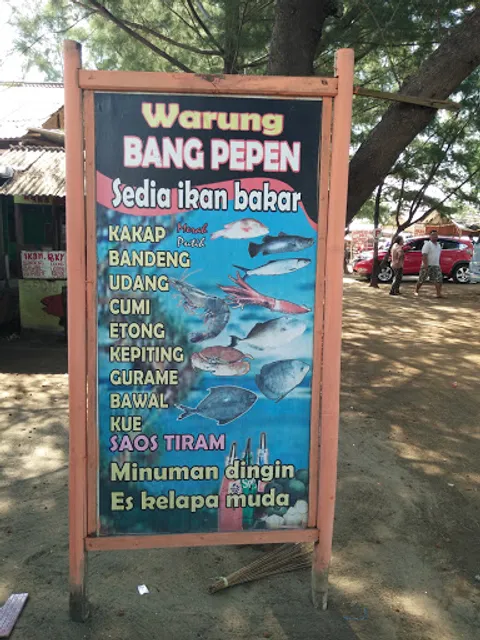 Warung
BANG PEPEN
Sedia ikan bakar
KAKAP Merah
Putih
BANDENG
UDANG
CUMI
ETONG
KEPITING
GURAME
BAWAL
KUE
SAOS TIRAM
Minuman dingin
Es kelapa muda